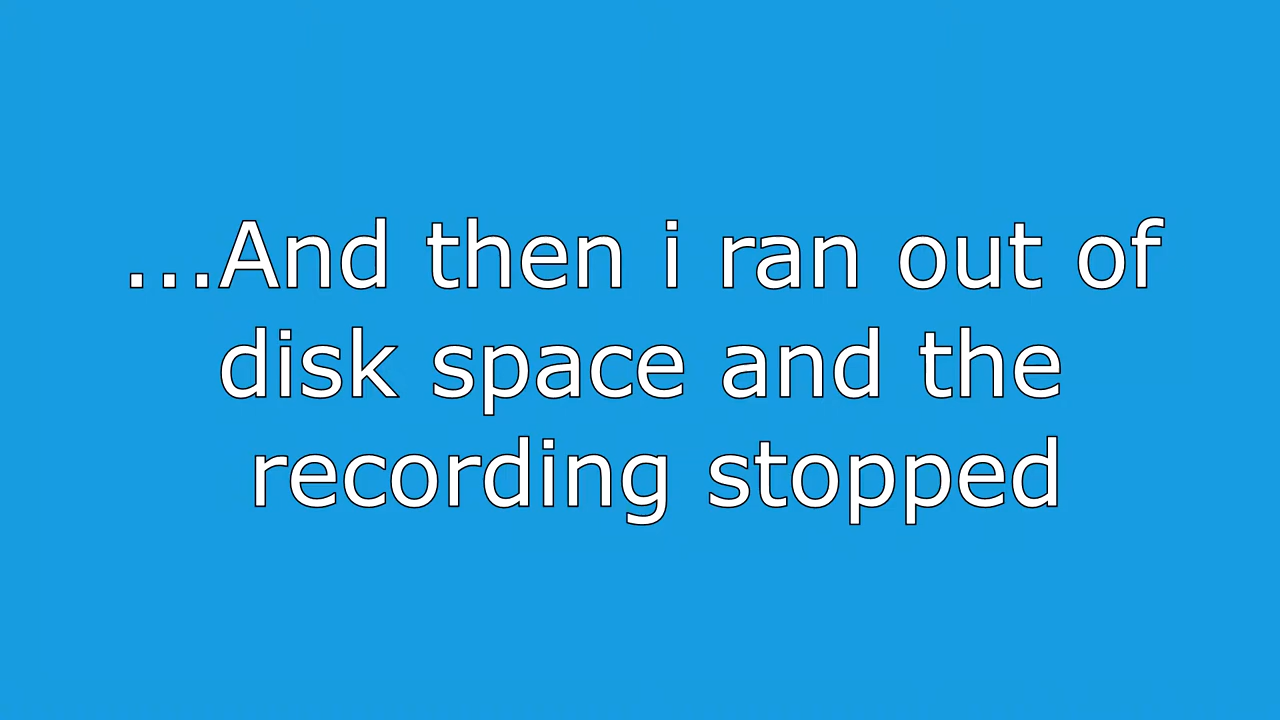 ...And then i ran out of
disk space and the
recording stopped